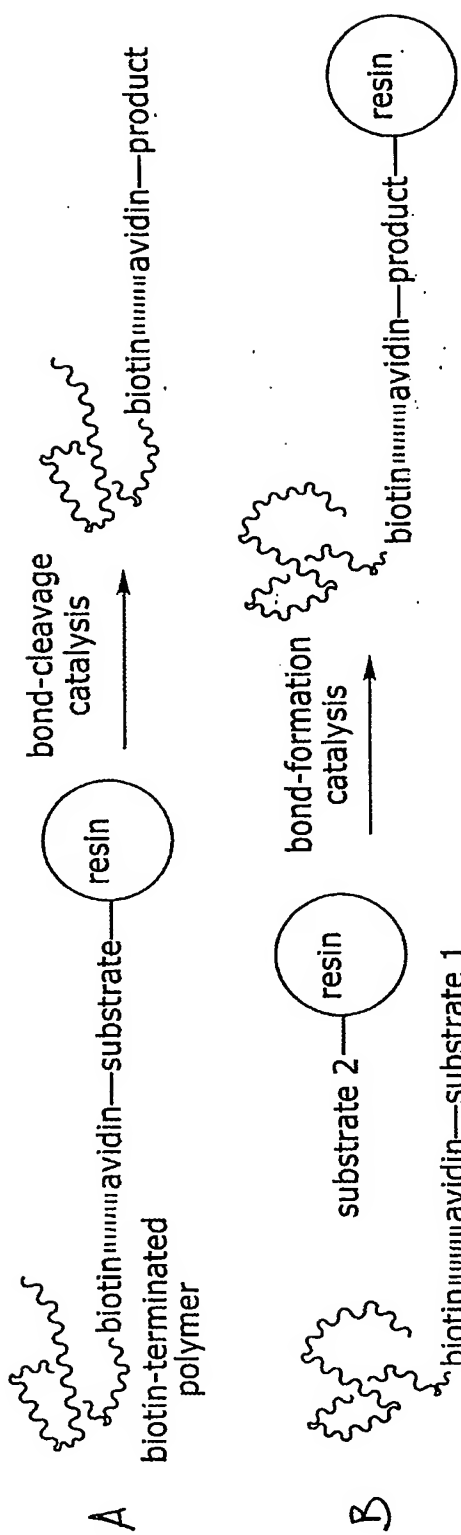 A
biotin
avidin
substrate
resin
biotin-terminated
polymer
bond-cleavage
catalysis
biotin
avidin
product
B
biotin
avidin
substrate 1
substrate 2
resin
bond-formation
catalysis
biotin
avidin
product
resin